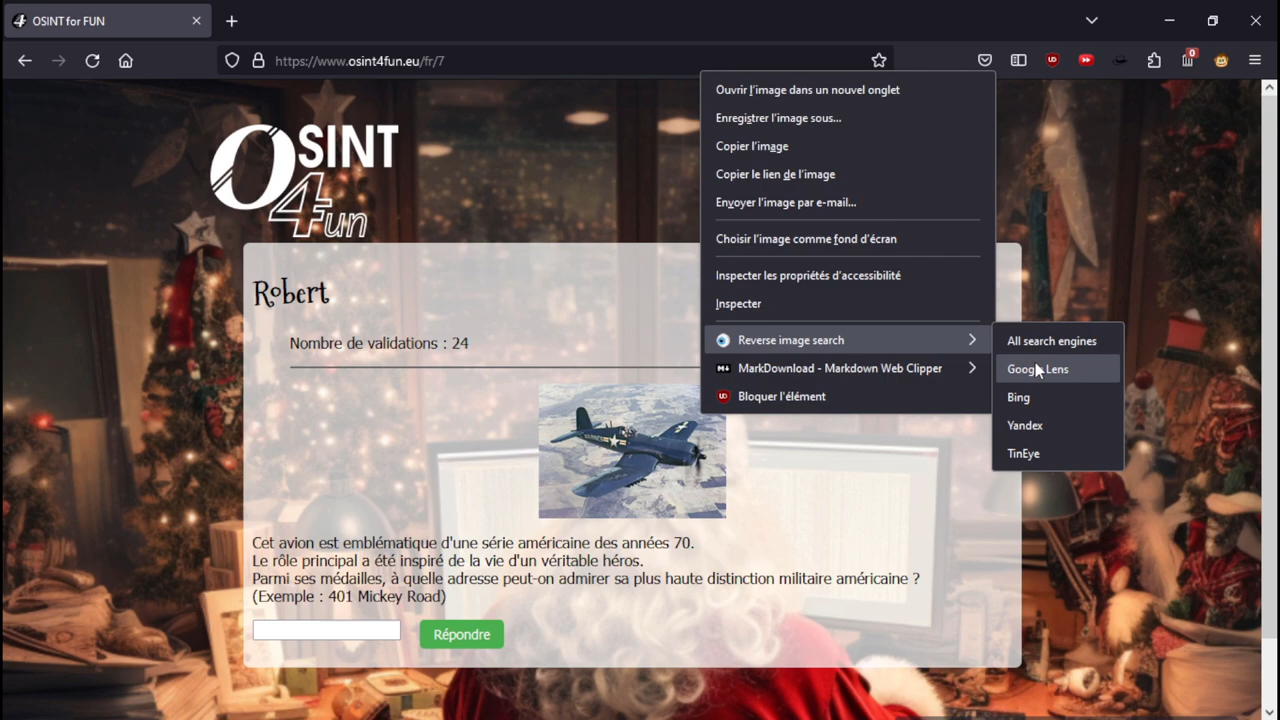 OSINT for FUN
https://www.osint4fun.eu/fr/7
0
OSINT
4fun
Robert
Nombre de validations : 24
Cet avion est emblématique d'une série américaine des années 70.
Le rôle principal a été inspiré de la vie d'un véritable héros.
Parmi ses médailles, à quelle adresse peut-on admirer sa plus haute distinction militaire américaine ?
(Exemple : 401 Mickey Road)
Répondre
Ouvrir l'image dans un nouvel onglet
Enregistrer l'image sous...
Copier l'image
Copier le lien de l'image
Envoyer l'image par e-mail...
Choisir l'image comme fond d'écran
Inspecter les propriétés d'accessibilité
Inspecter
Reverse image search
MarkDownload - Markdown Web Clipper
Bloquer l'élément
All search engines
Google Lens
Bing
Yandex
TinEye